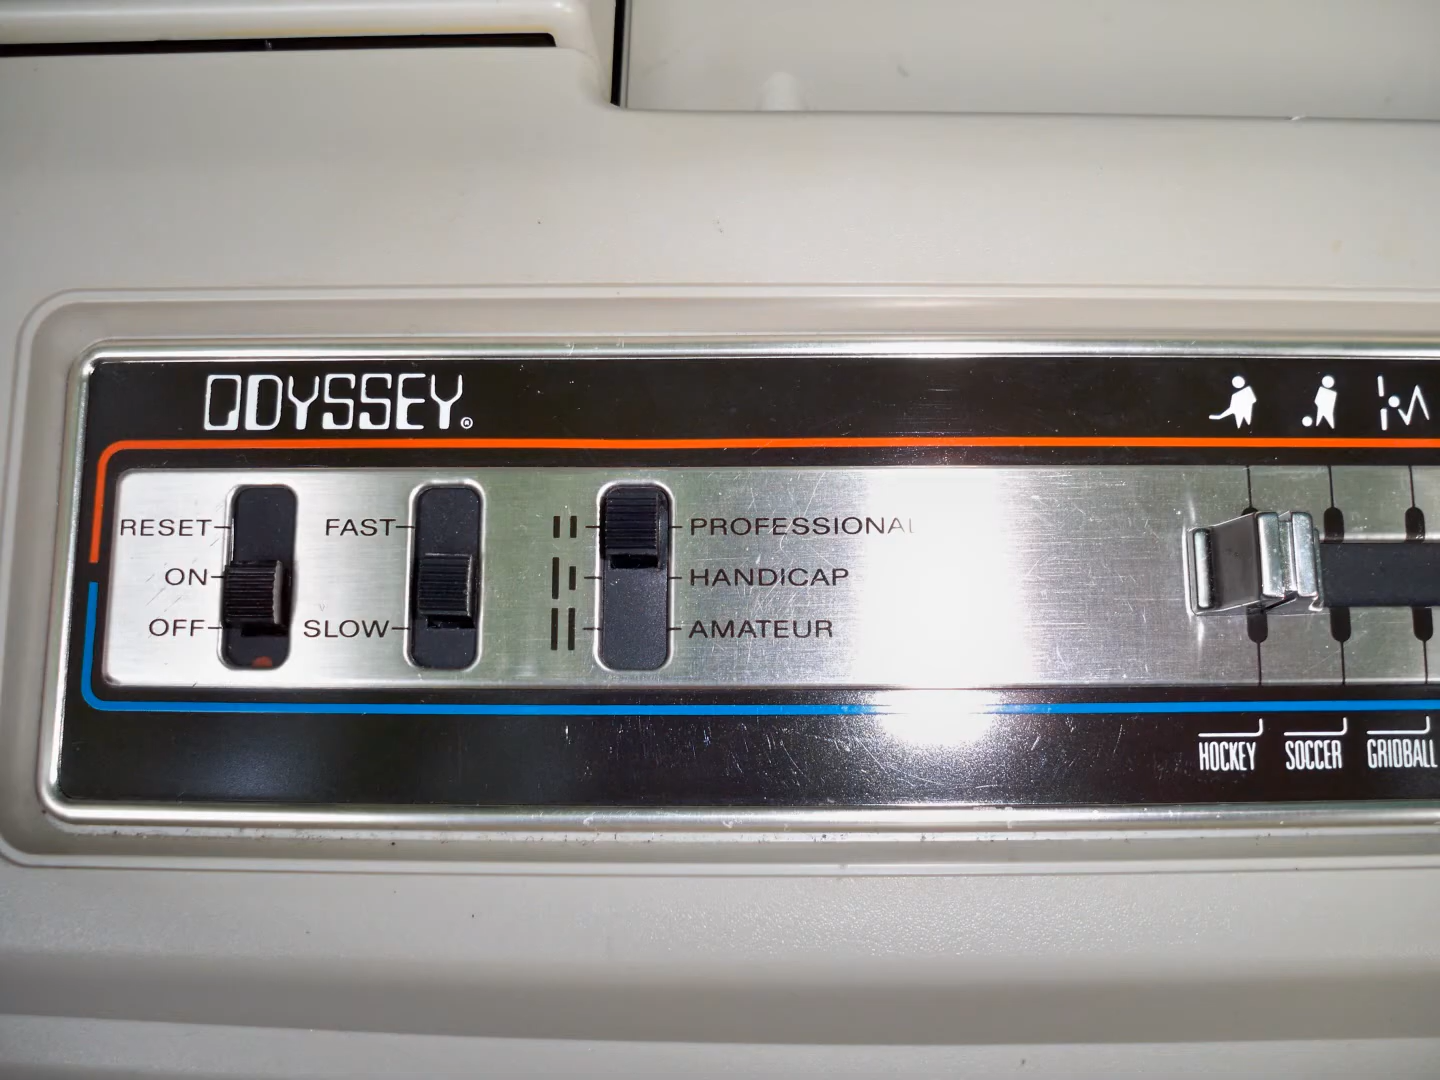 ODYSSEY®
RESET
ON
OFF
FAST
SLOW
PROFESSIONAL
HANDICAP
AMATEUR
HOCKEY SOCCER GRIDBALL